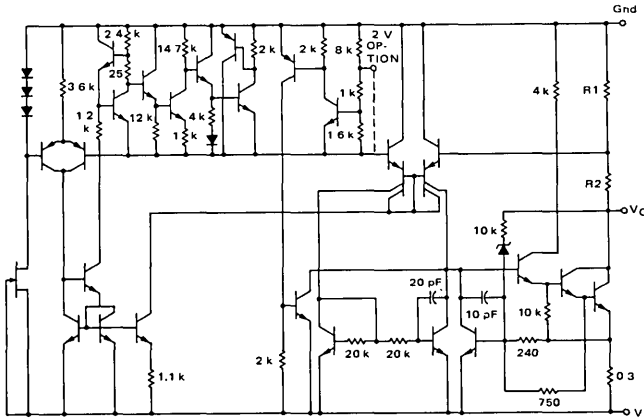 Gnd
2 4 k
14 7 k
2 k
2 k
8 k
2 V OP- TION
25
3 6 k
1 k
4 k
R1
1 2 k
12 k
1 k
4 k
1 6 k
R2
10 k
VO
20 pF
10 pF
10 k
20 k
20 k
240
2 k
1.1 k
0 3
750